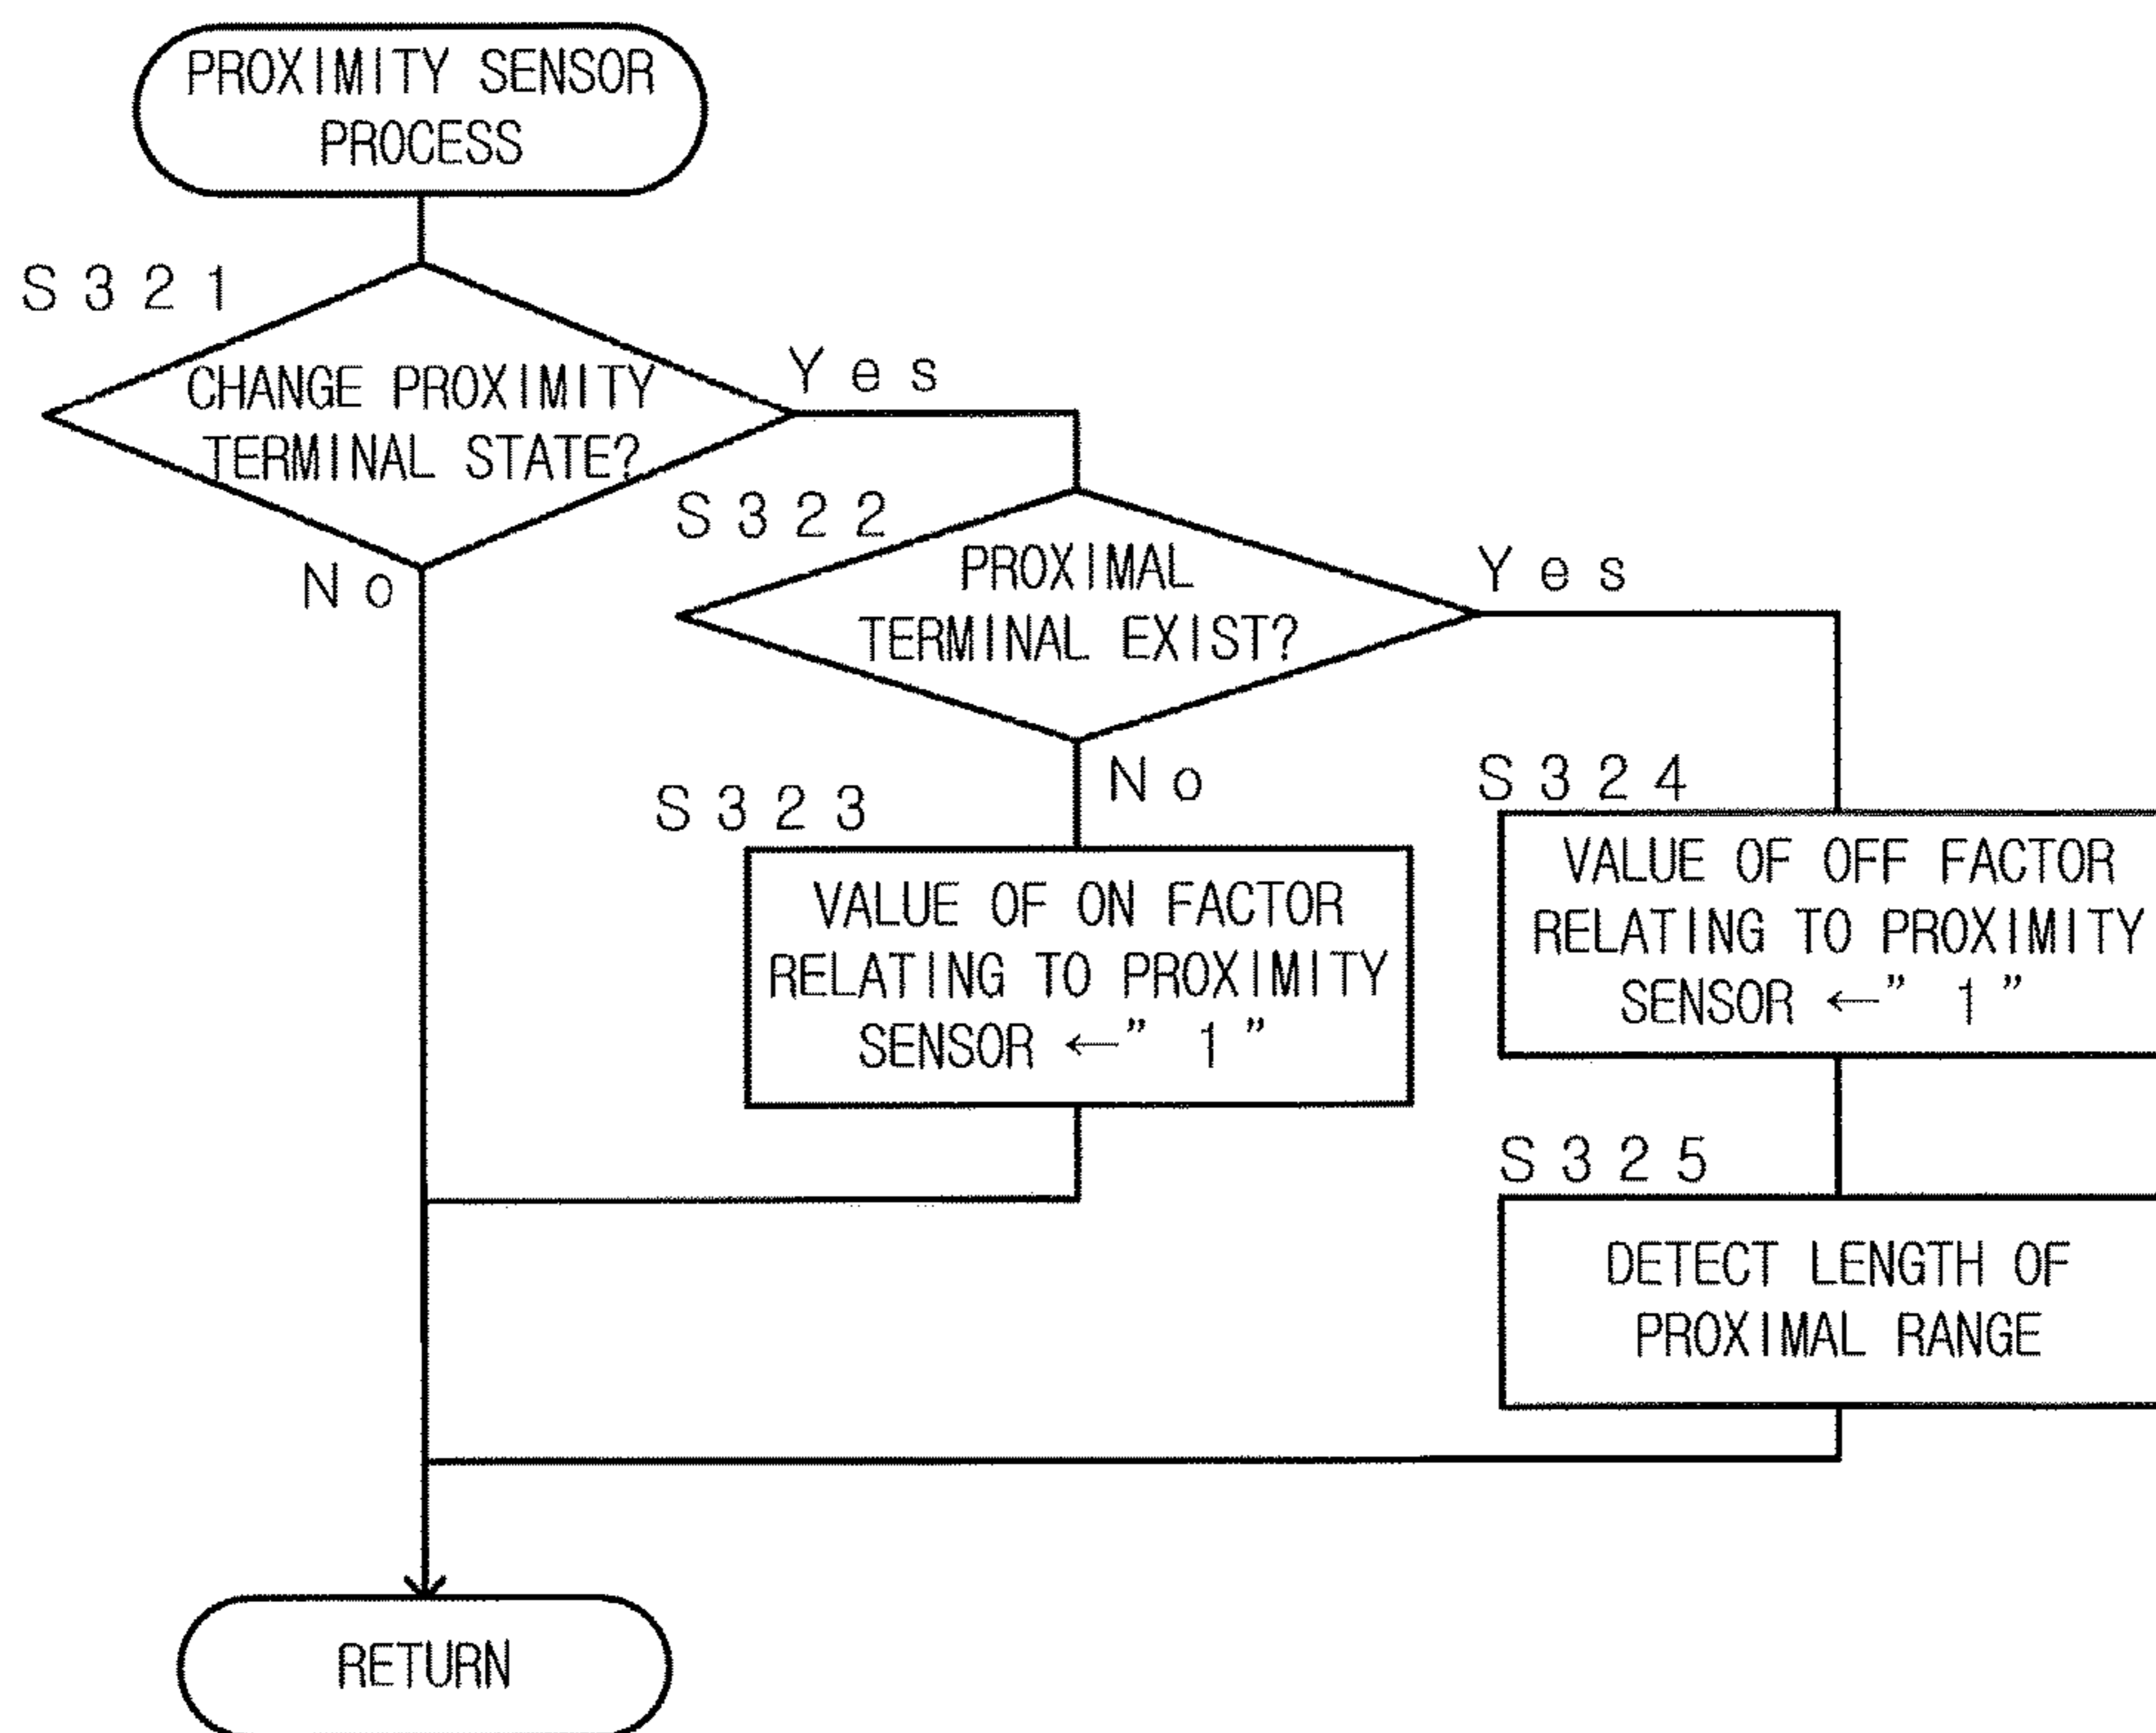 PROXIMITY SENSOR
PROCESS
S321
CHANGE PROXIMITY
TERMINAL STATE?
Yes
No
S322
PROXIMAL
TERMINAL EXIST?
Yes
No
S323
VALUE OF ON FACTOR
RELATING TO PROXIMITY
SENSOR ←” 1 ”
S324
VALUE OF OFF FACTOR
RELATING TO PROXIMITY
SENSOR ←” 1 ”
S325
DETECT LENGTH OF
PROXIMAL RANGE
RETURN